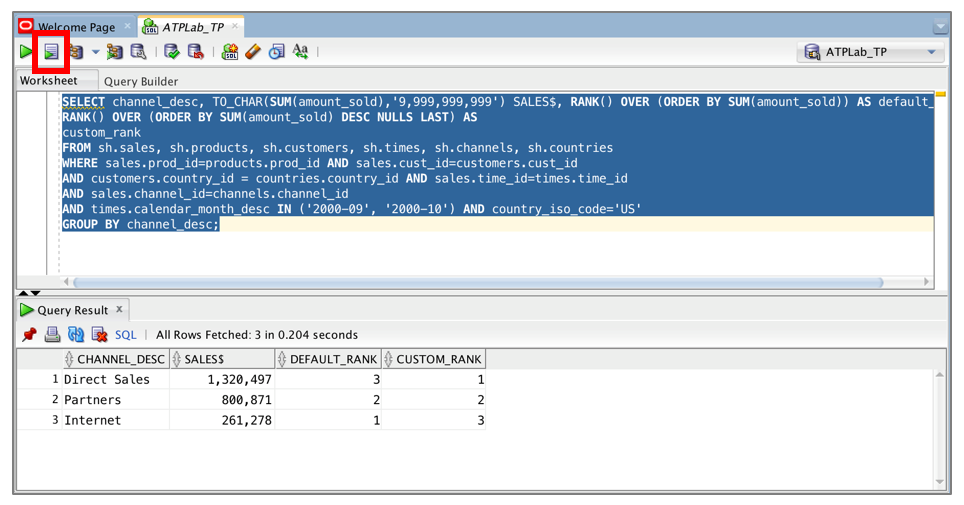 Welcome Page ATPLab_TP
SQL Aa ATPLab_TP
Worksheet Query Builder
SELECT channel_desc, TO_CHAR(SUM(amount_sold),'9,999,999,999') SALES$, RANK() OVER (ORDER BY SUM(amount_sold)) AS default_
RANK() OVER (ORDER BY SUM(amount_sold) DESC NULLS LAST) AS
custom_rank
FROM sh.sales, sh.products, sh.customers, sh.times, sh.channels, sh.countries
WHERE sales.prod_id=products.prod_id AND sales.cust_id=customers.cust_id
AND customers.country_id = countries.country_id AND sales.time_id=times.time_id
AND sales.channel_id=channels.channel_id
AND times.calendar_month_desc IN ('2000-09', '2000-10') AND country_iso_code='US'
GROUP BY channel_desc;
Query Result x
SQL | All Rows Fetched: 3 in 0.204 seconds
CHANNEL_DESC SALES$ DEFAULT_RANK CUSTOM_RANK
1 Direct Sales 1,320,497 3 1
2 Partners 800,871 2 2
3 Internet 261,278 1 3